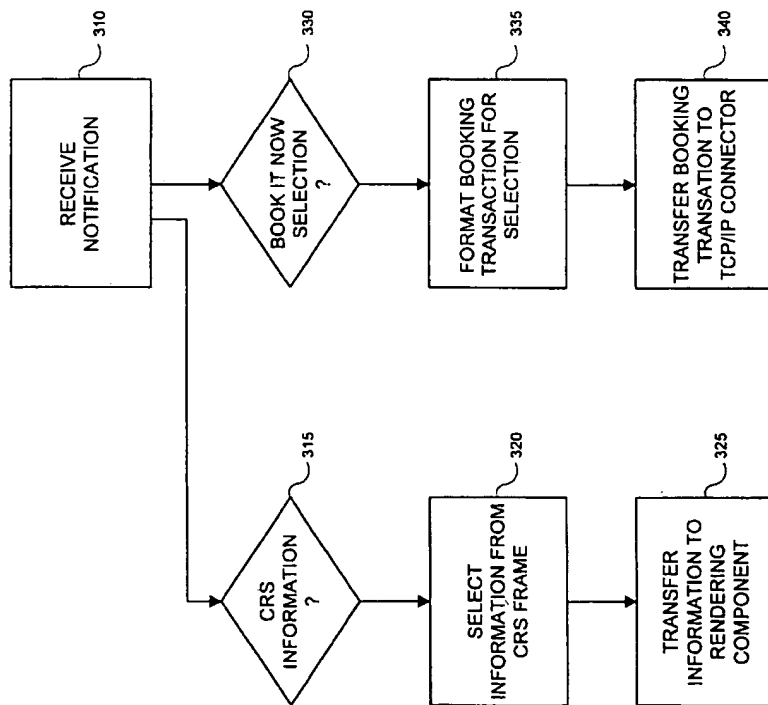 RECEIVE
NOTIFICATION
310
CRS
INFORMATION
?
315
SELECT
INFORMATION FROM
CRS FRAME
320
TRANSFER
INFORMATION TO
RENDERING
COMPONENT
325
BOOK IT NOW
SELECTION
?
330
FORMAT BOOKING
TRANSACTION FOR
SELECTION
335
TRANSFER BOOKING
TRANSATION TO
TCP/IP CONNECTOR
340